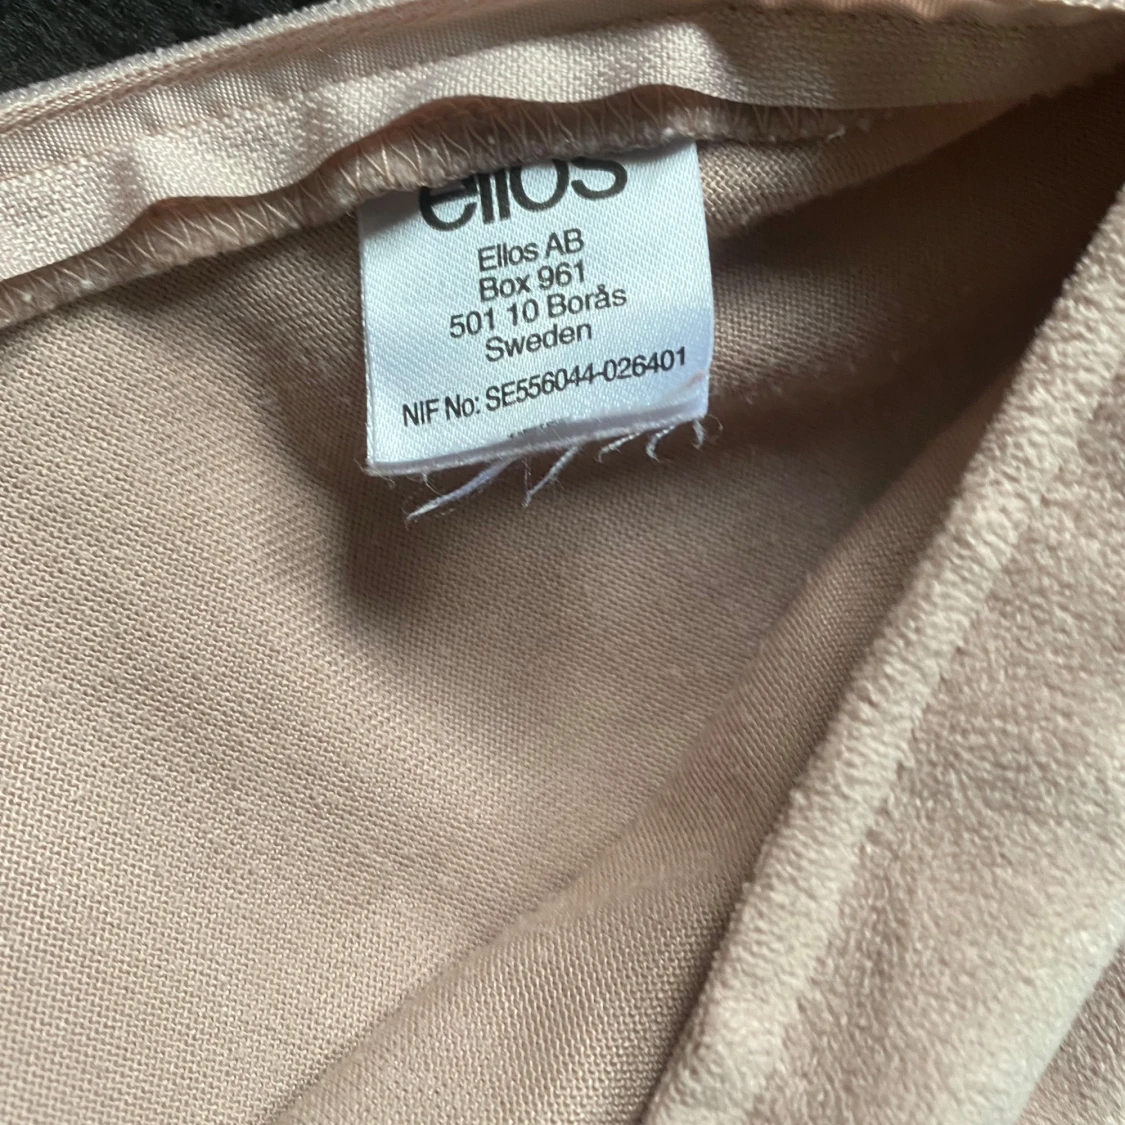 ellos
Ellos AB
Box 961
501 10 Borås
Sweden
NIF No: SE556044-026401